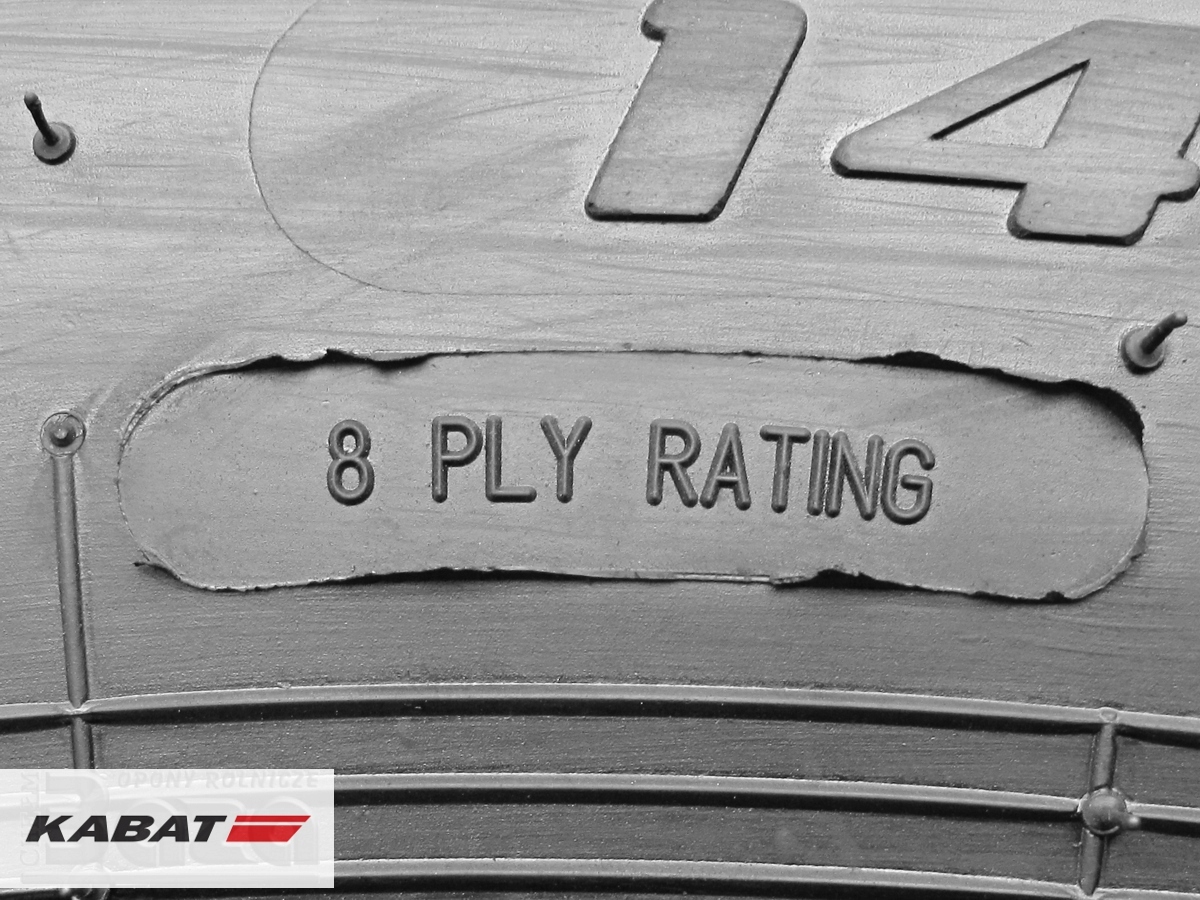 14
8 PLY RATING
OPONY ROLNICZE
KABAT